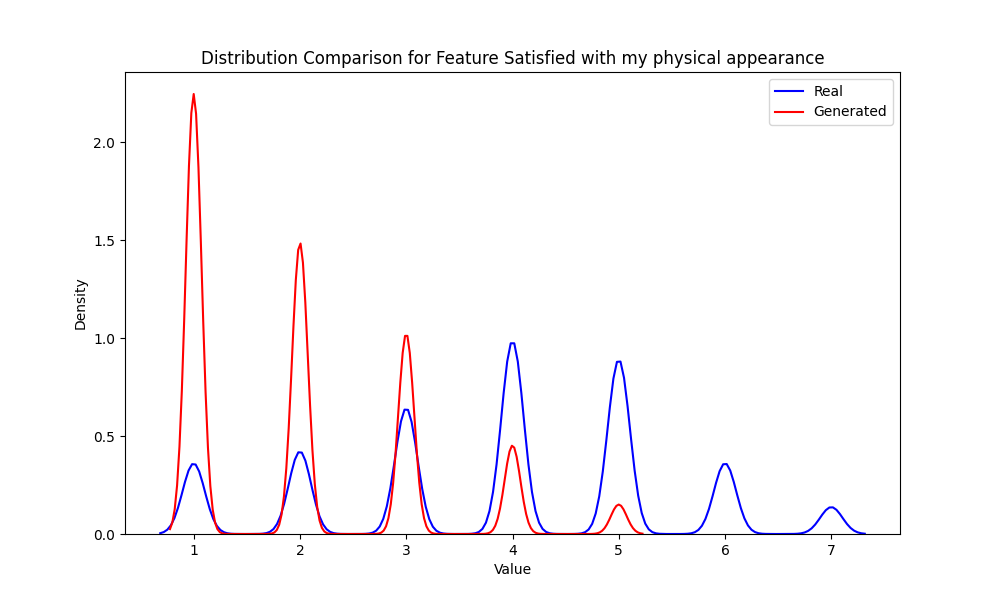 Distribution Comparison for Feature Satisfied with my physical appearance
Real
Generated
2.0
1.5
1.0
0.5
0.0
Density
1 2 3 4 5 6 7
Value